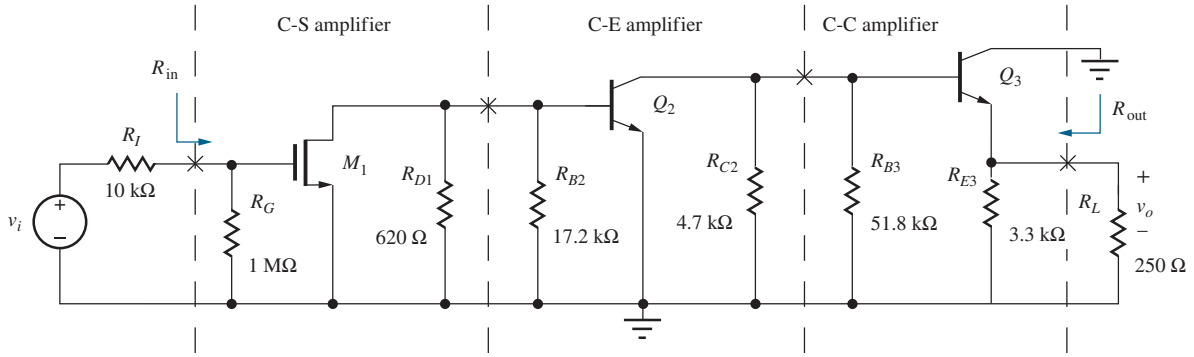 C-S amplifier
C-E amplifier
C-C amplifier
R_in
R_I
10 kΩ
v_i
+
−
R_G
1 MΩ
M_1
R_D1
620 Ω
R_B2
17.2 kΩ
Q_2
R_C2
4.7 kΩ
R_B3
51.8 kΩ
Q_3
R_E3
3.3 kΩ
R_out
R_L
250 Ω
+
v_o
−